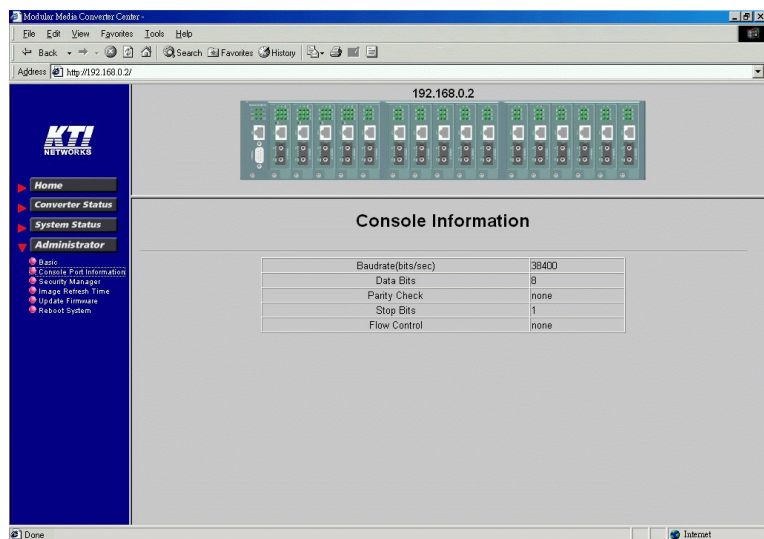 Modular Media Converter Center -
File Edit View Favorites Tools Help
Back Search Favorites History
Address http://192.168.0.2/
192.168.0.2
KTI
NETWORKS
Home
Converter Status
System Status
Administrator
Basic
Console Port Information
Security Manager
Image Refresh Time
Update Firmware
Reboot System
Console Information
Baudrate(bits/sec) 38400
Data Bits 8
Parity Check none
Stop Bits 1
Flow Control none
Done Internet